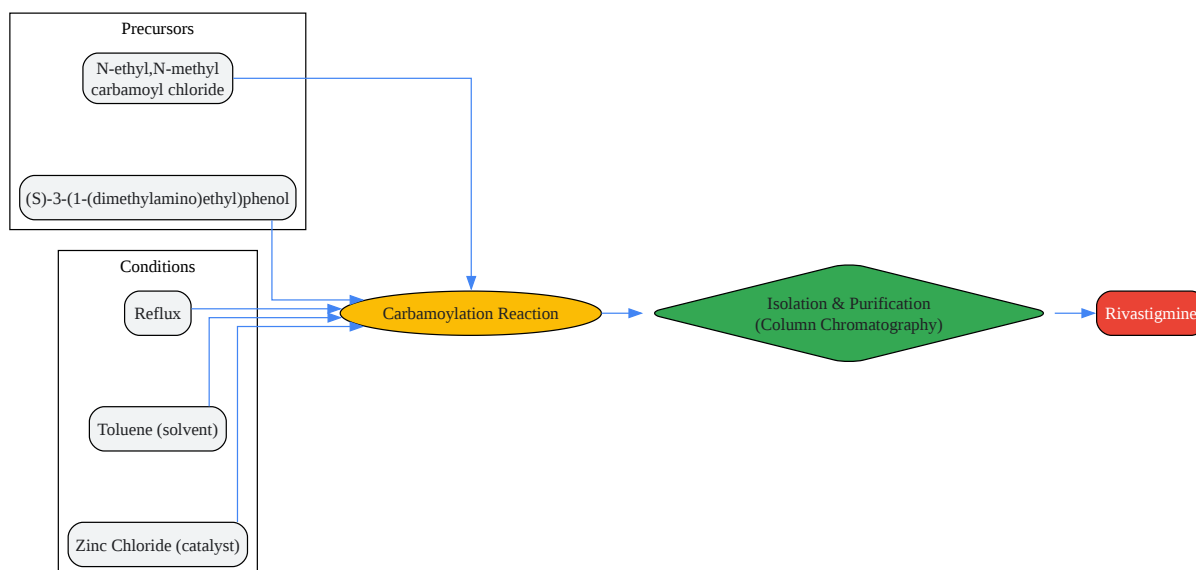 Precursors
N-ethyl,N-methyl
carbamoyl chloride
(S)-3-(1-(dimethylamino)ethyl)phenol
Conditions
Reflux
Toluene (solvent)
Zinc Chloride (catalyst)
Carbamoylation Reaction
Isolation & Purification
(Column Chromatography)
Rivastigmine